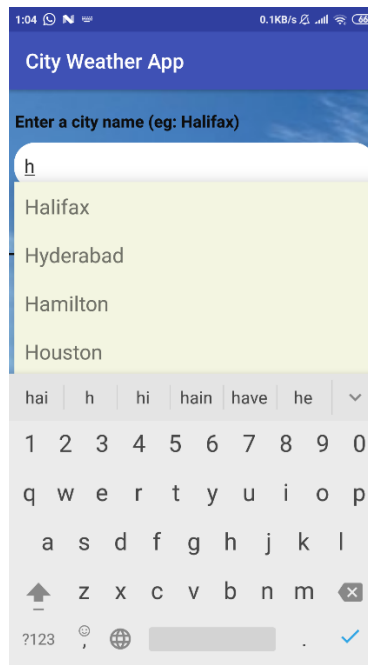 1:04 0.1KB/s 66
City Weather App
Enter a city name (eg: Halifax)
h
Halifax
Hyderabad
Hamilton
Houston
hai h hi hain have he
1 2 3 4 5 6 7 8 9 0
q w e r t y u i o p
a s d f g h j k l
z x c v b n m
?123 , .